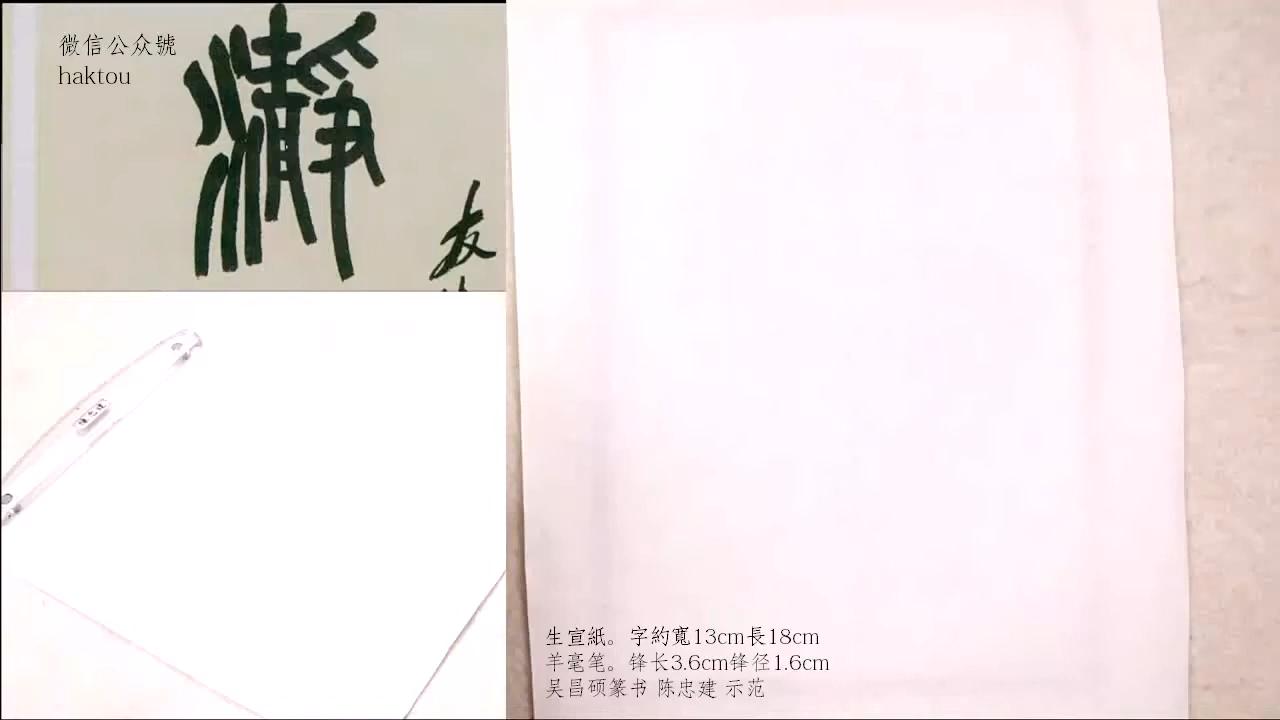 微信公众號
haktou
瀞
友
生宣紙。字約寬13cm長18cm
羊毫笔。锋长3.6cm锋径1.6cm
吴昌硕篆书 陈忠建 示范